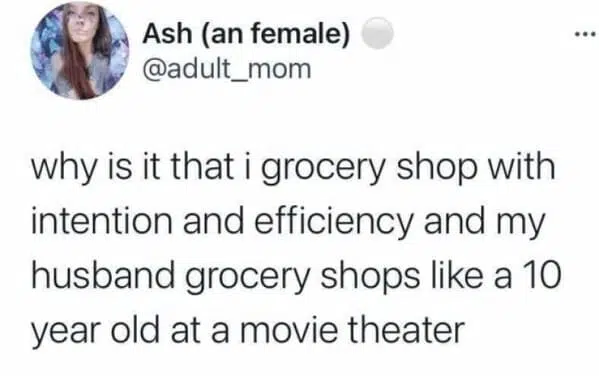 Ash (an female)
@adult_mom
why is it that i grocery shop with
intention and efficiency and my
husband grocery shops like a 10
year old at a movie theater